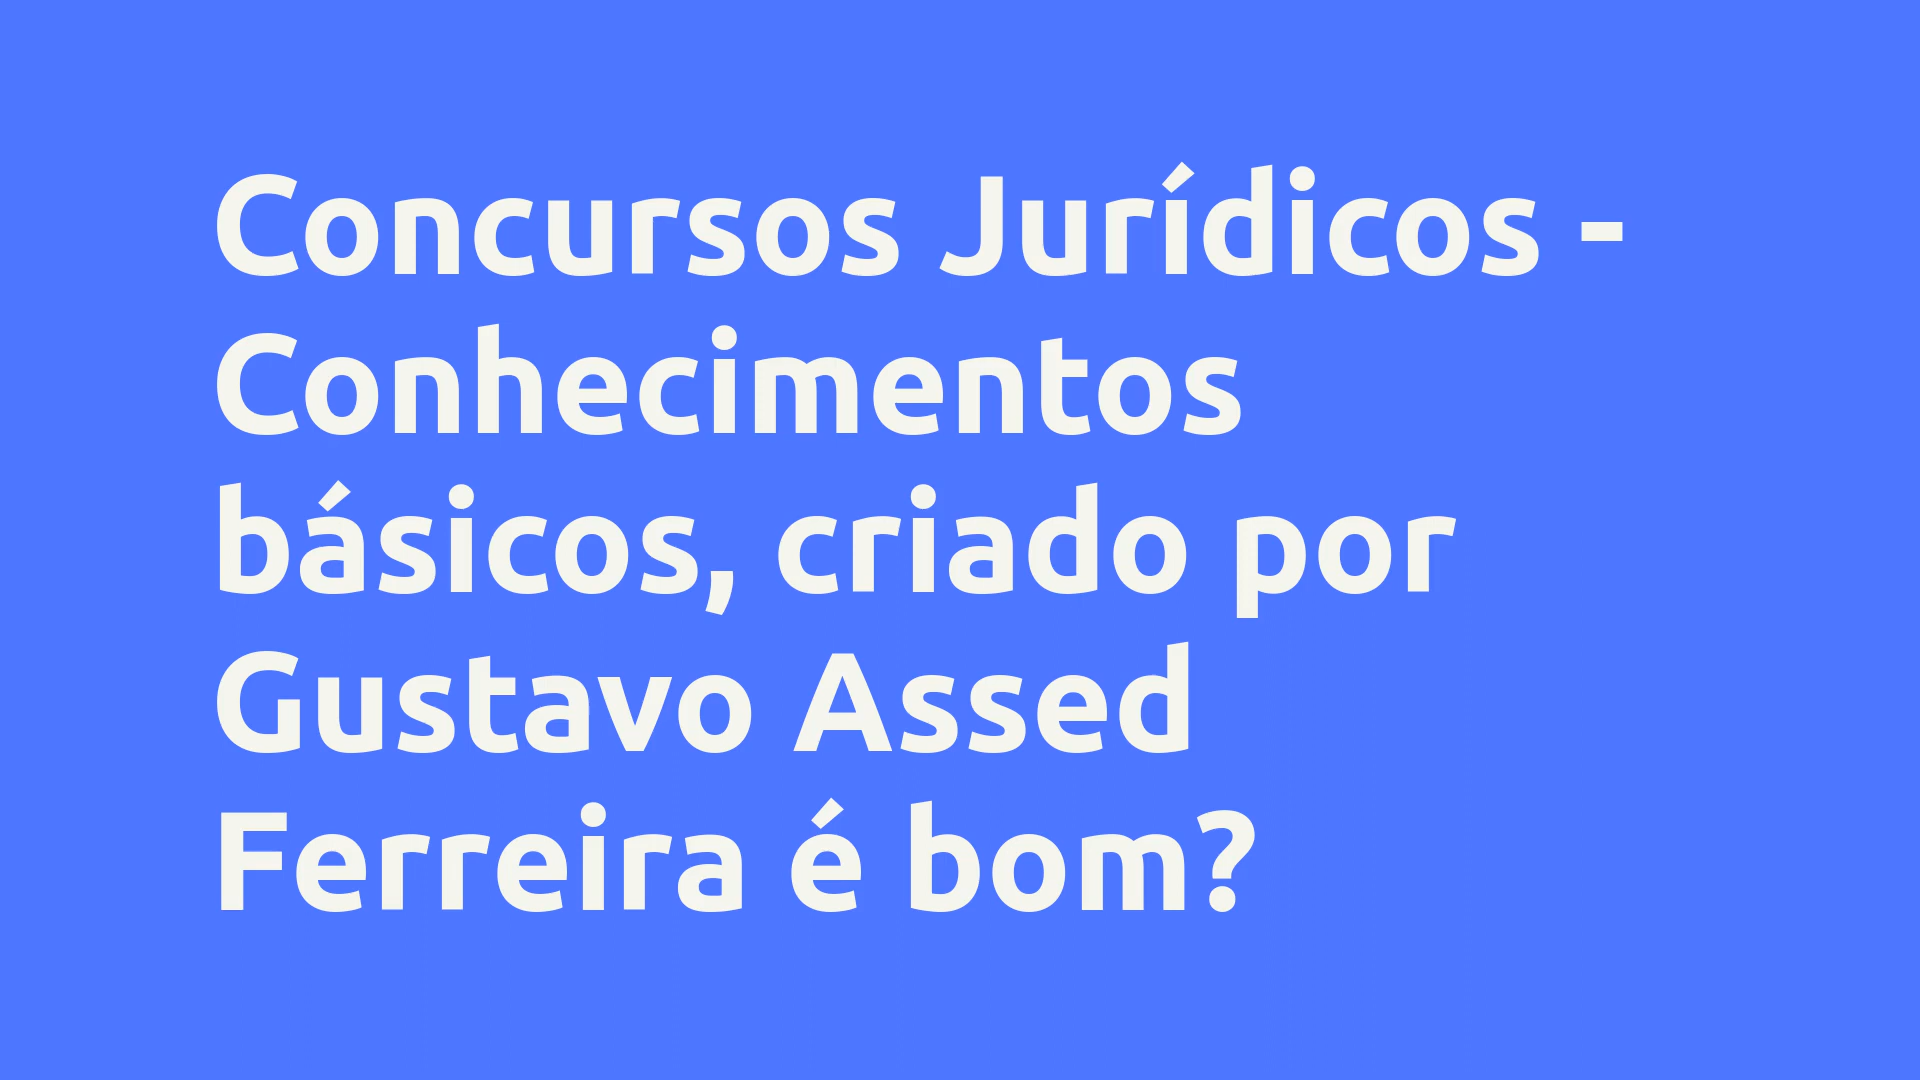 Concursos Jurídicos -
Conhecimentos
básicos, criado por
Gustavo Assed
Ferreira é bom?